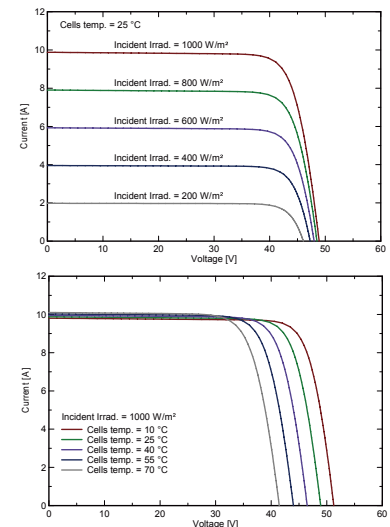 12
Cells temp. = 25 °C
Incident Irrad. = 1000 W/m²
10
Incident Irrad. = 800 W/m²
8
Incident Irrad. = 600 W/m²
6
Incident Irrad. = 400 W/m²
4
Incident Irrad. = 200 W/m²
2
0
Current [A]
0 10 20 30 40 50 60
Voltage [V]
12
10
8
6
4
2
0
Current [A]
Incident Irrad. = 1000 W/m²
Cells temp. = 10 °C
Cells temp. = 25 °C
Cells temp. = 40 °C
Cells temp. = 55 °C
Cells temp. = 70 °C
0 10 20 30 40 50 60
Voltage [V]